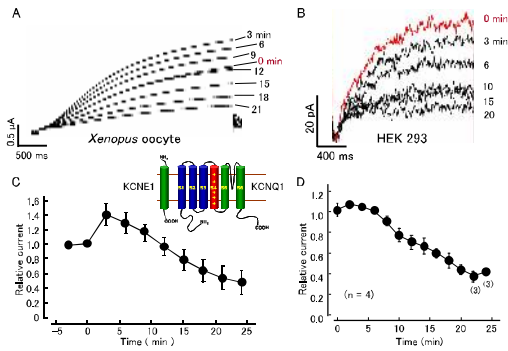 A
3 min
6
9
0 min
12
15
18
21
0.5 μA
500 ms
Xenopus oocyte
B
0 min
3 min
6
10
15
20
20 pA
400 ms
HEK 293
C
KCNE1
NH₂
COOH
S1 S2 S3 S4 S5 S6
NH₂
COOH
KCNQ1
Relative current
1.6
1.4
1.2
1.0
0.8
0.6
0.4
0.2
0
−5 0 5 10 15 20 25
Time ( min )
D
Relative current
1.2
1.0
0.8
0.6
0.4
0.2
0
(n = 4)
(3)
(3)
0 5 10 15 20 25
Time (min)